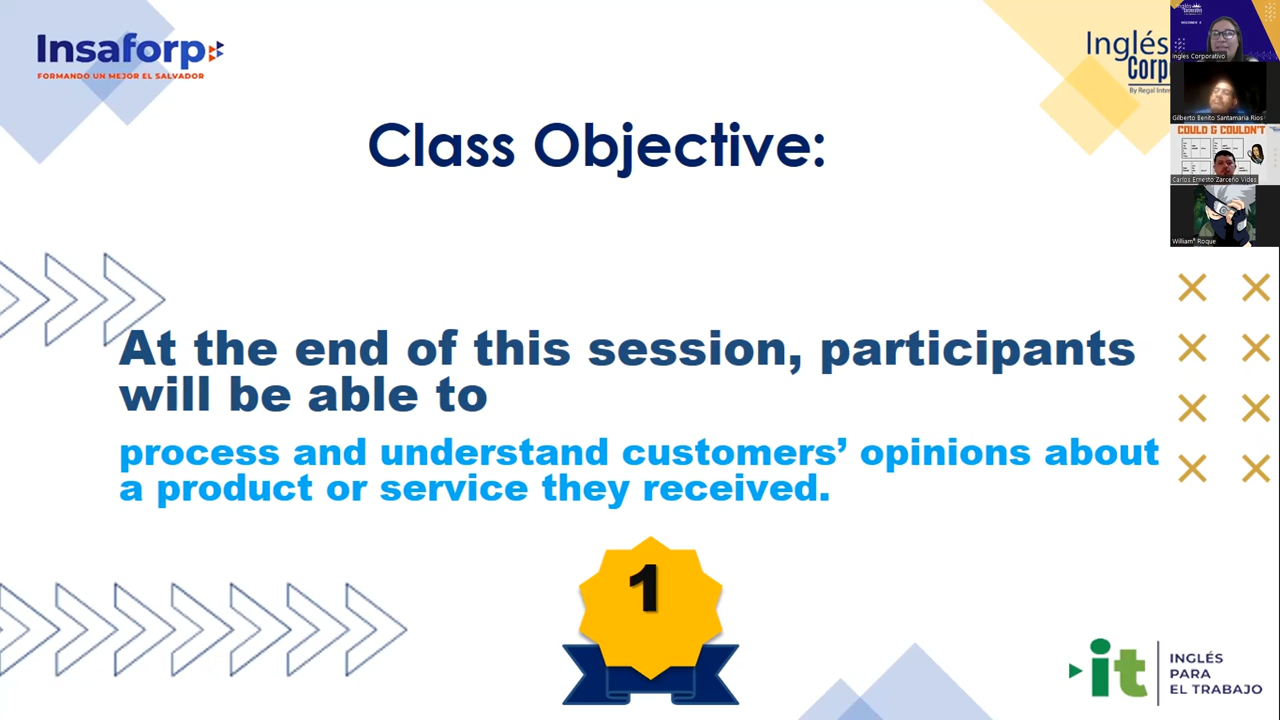 Insaforp
FORMANDO UN MEJOR EL SALVADOR
Inglés
Corp
By Regal Inter
Class Objective:
At the end of this session, participants
will be able to
process and understand customers’ opinions about
a product or service they received.
1
it
INGLÉS
PARA
EL TRABAJO
Ingles Corporativo
Gilberto Benito Santamaria Rios
COULD & COULDN'T
Carlos Ernesto Zarceño Vides
William° Roque